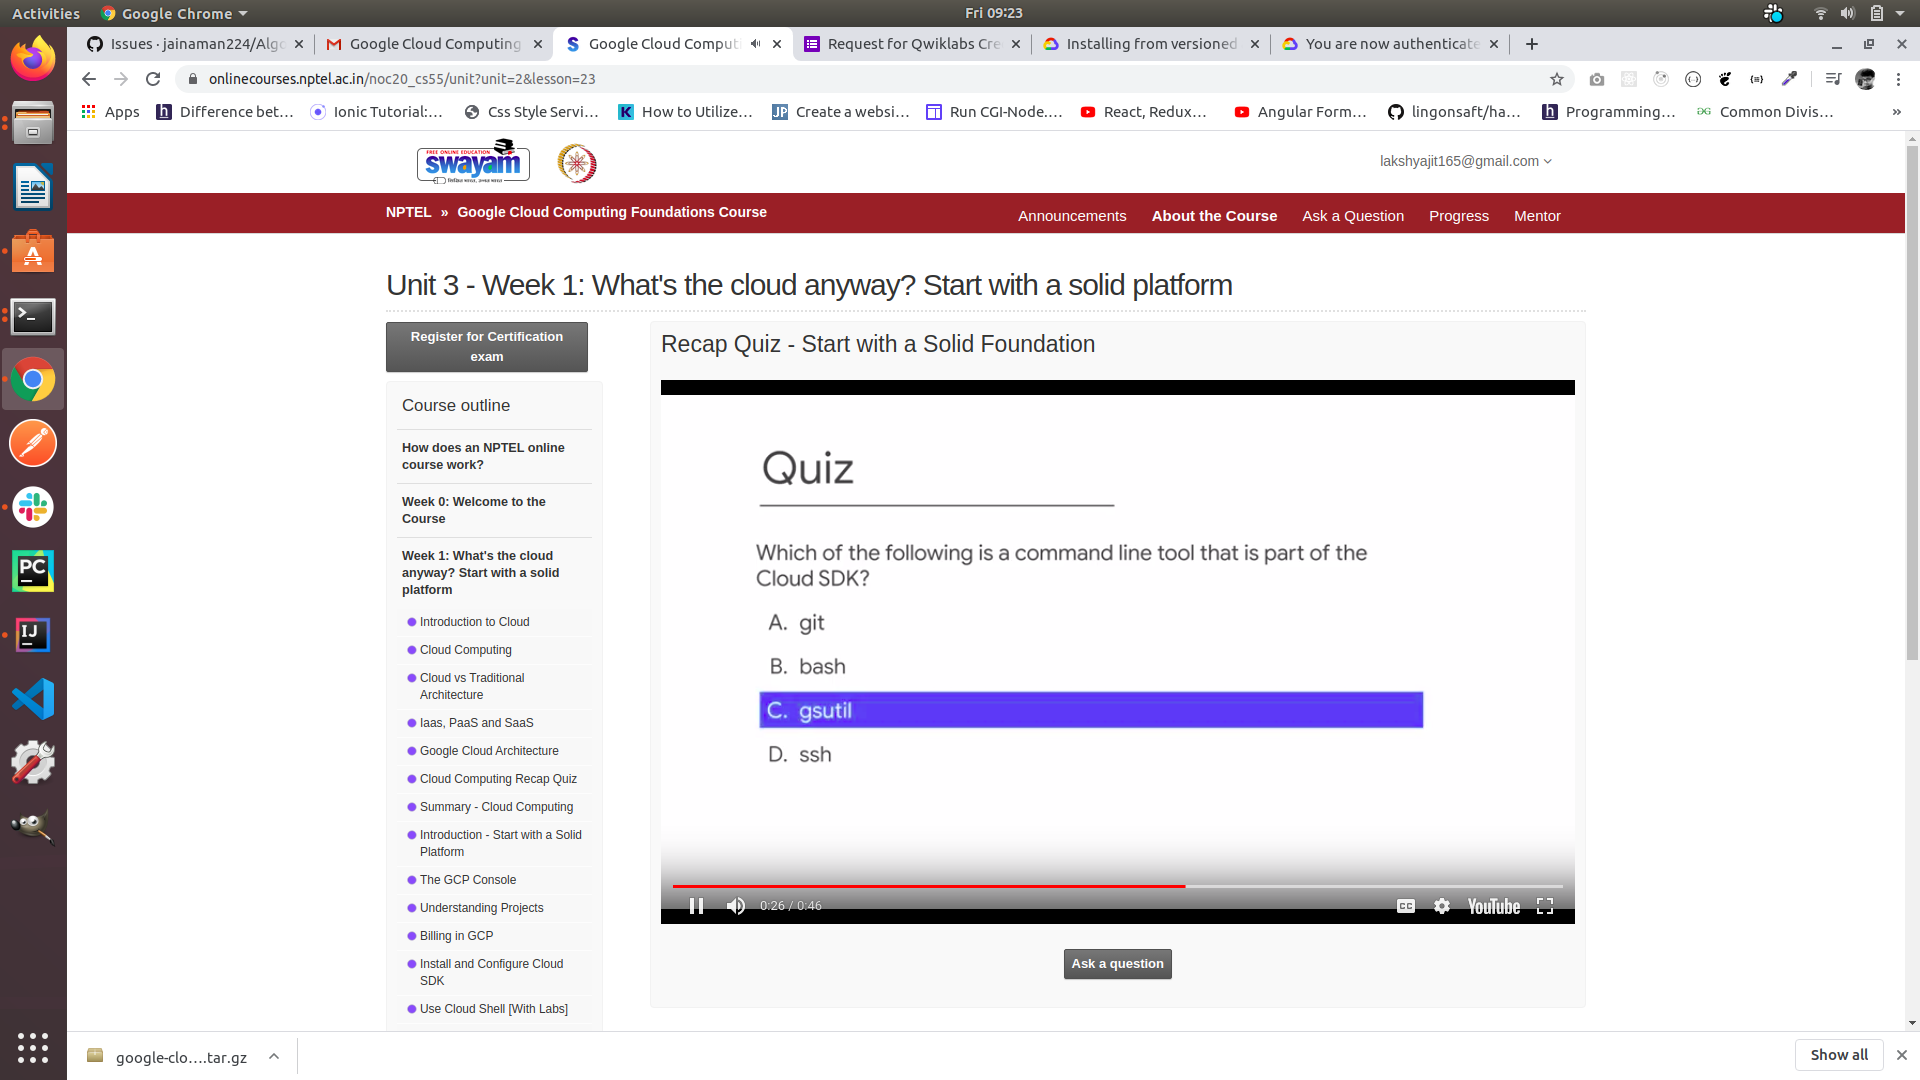 Activities
Google Chrome
Fri 09:23
Issues · jainaman224/Algo
Gmail Google Cloud Computing
Google Cloud Computi
Request for Qwiklabs Cre
Installing from versioned
You are now authenticate
onlinecourses.nptel.ac.in/noc20_cs55/unit?unit=2&lesson=23
Apps
Difference bet...
Ionic Tutorial:...
Css Style Servi...
How to Utilize...
Create a websi...
Run CGI-Node....
React, Redux...
Angular Form...
lingonsaft/ha...
Programming...
Common Divis...
»
FREE ONLINE EDUCATION
swayam
lakshyajit165@gmail.com
NPTEL » Google Cloud Computing Foundations Course
Announcements
About the Course
Ask a Question
Progress
Mentor
Unit 3 - Week 1: What's the cloud anyway? Start with a solid platform
Register for Certification
exam
Course outline
How does an NPTEL online
course work?
Week 0: Welcome to the
Course
Week 1: What's the cloud
anyway? Start with a solid
platform
Introduction to Cloud
Cloud Computing
Cloud vs Traditional
Architecture
Iaas, PaaS and SaaS
Google Cloud Architecture
Cloud Computing Recap Quiz
Summary - Cloud Computing
Introduction - Start with a Solid
Platform
The GCP Console
Understanding Projects
Billing in GCP
Install and Configure Cloud
SDK
Use Cloud Shell [With Labs]
Recap Quiz - Start with a Solid Foundation
Quiz
Which of the following is a command line tool that is part of the
Cloud SDK?
A. git
B. bash
C. gsutil
D. ssh
0:26 / 0:46
CC
YouTube
Ask a question
google-clo....tar.gz
Show all